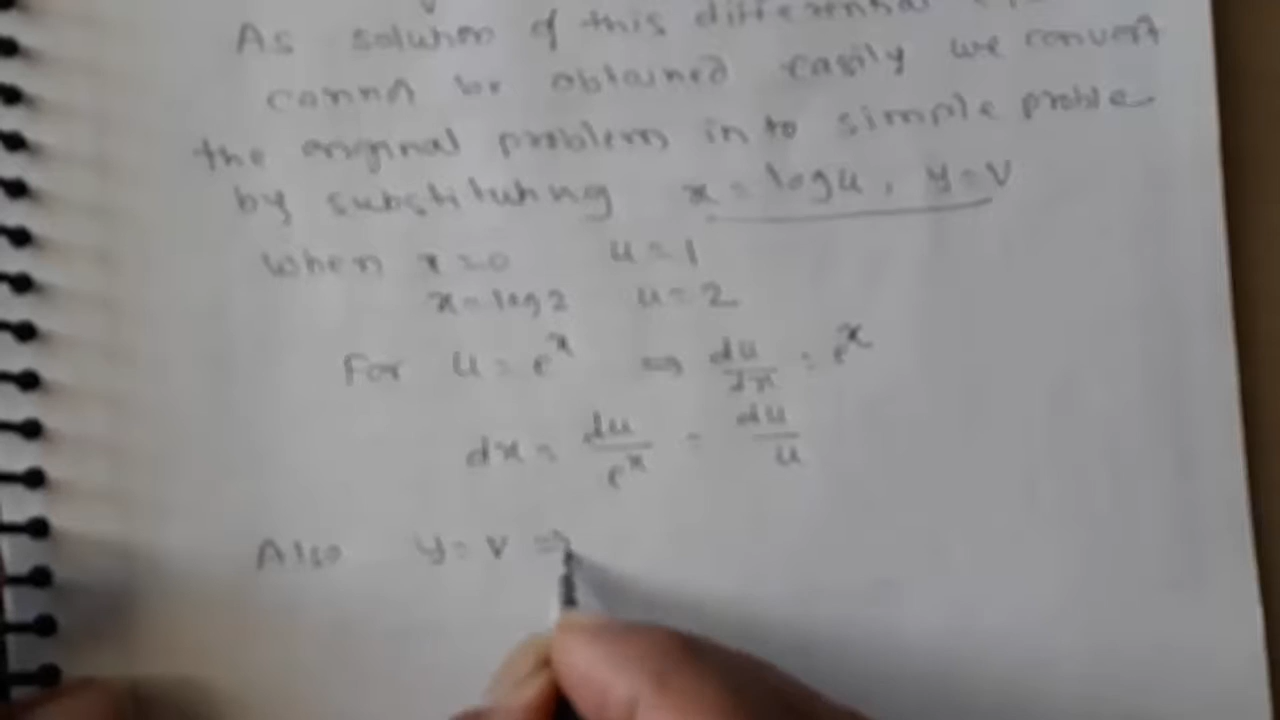 As solution of this differential
cannot be obtained easily we convert
the original problem in to simple proble
by substituting x = log u, y = v
when x = 0 u = 1
x = log 2 u = 2
For u = e^x ⇒ du/dx = e^x
dx = du/e^x = du/u
Also y = v ⇒